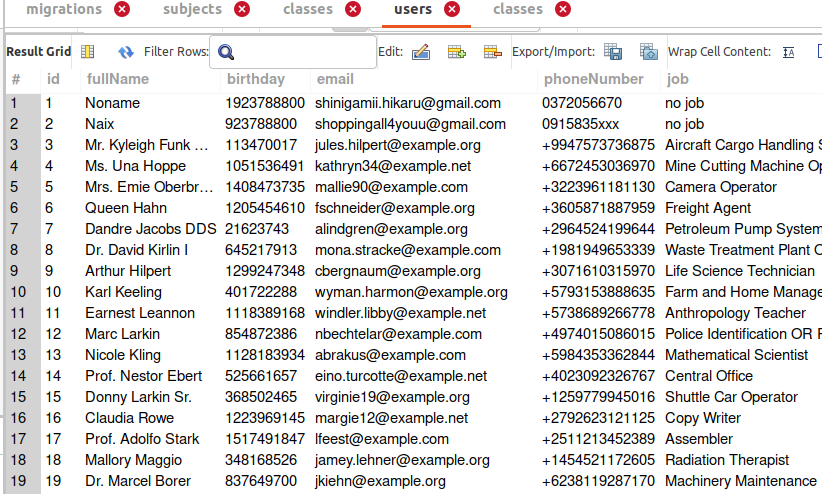 migrations subjects classes users classes
Result Grid Filter Rows: Edit: Export/Import: Wrap Cell Content: IA
# id fullName birthday email phoneNumber job
1 1 Noname 1923788800 shinigamii.hikaru@gmail.com 0372056670 no job
2 2 Naix 923788800 shoppingall4youu@gmail.com 0915835xxx no job
3 3 Mr. Kyleigh Funk ... 113470017 jules.hilpert@example.org +9947573736875 Aircraft Cargo Handling S
4 4 Ms. Una Hoppe 1051536491 kathryn34@example.net +6672453036970 Mine Cutting Machine Op
5 5 Mrs. Emie Oberbr... 1408473735 mallie90@example.com +3223961181130 Camera Operator
6 6 Queen Hahn 1205454610 fschneider@example.org +3605871887959 Freight Agent
7 7 Dandre Jacobs DDS 21623743 alindgren@example.org +2964524199644 Petroleum Pump System
8 8 Dr. David Kirlin I 645217913 mona.stracke@example.com +1981949653339 Waste Treatment Plant O
9 9 Arthur Hilpert 1299247348 cbergnaum@example.org +3071610315970 Life Science Technician
10 10 Karl Keeling 401722288 wyman.harmon@example.org +5793153888635 Farm and Home Manage
11 11 Earnest Leannon 1118389168 windler.libby@example.net +5738689266778 Anthropology Teacher
12 12 Marc Larkin 854872386 nbechtelar@example.com +4974015086015 Police Identification OR F
13 13 Nicole Kling 1128183934 abrakus@example.com +5984353362844 Mathematical Scientist
14 14 Prof. Nestor Ebert 525661657 eino.turcotte@example.net +4023092326767 Central Office
15 15 Donny Larkin Sr. 368502465 virginie19@example.org +1259779945016 Shuttle Car Operator
16 16 Claudia Rowe 1223969145 margie12@example.net +2792623121125 Copy Writer
17 17 Prof. Adolfo Stark 1517491847 lfeest@example.com +2511213452389 Assembler
18 18 Mallory Maggio 348168526 jamey.lehner@example.org +1454521172605 Radiation Therapist
19 19 Dr. Marcel Borer 837649700 jkiehn@example.org +6238119287170 Machinery Maintenance